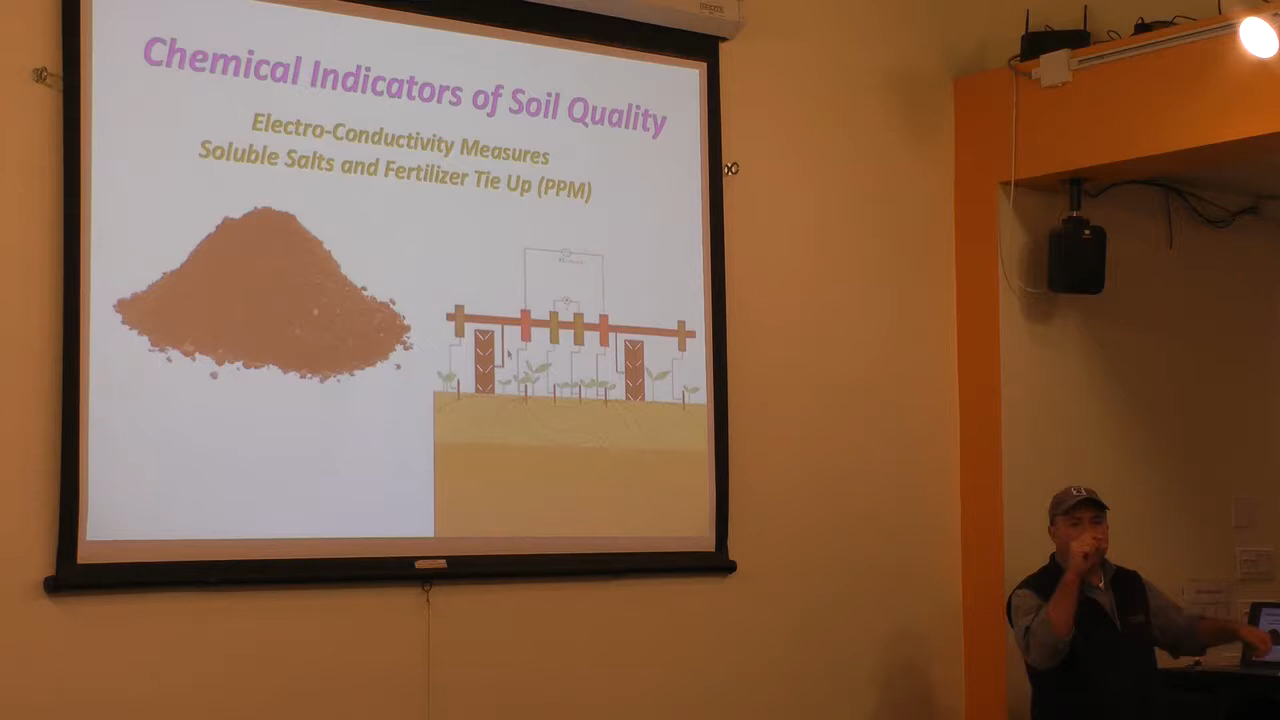 Chemical Indicators of Soil Quality
Electro-Conductivity Measures
Soluble Salts and Fertilizer Tie Up (PPM)